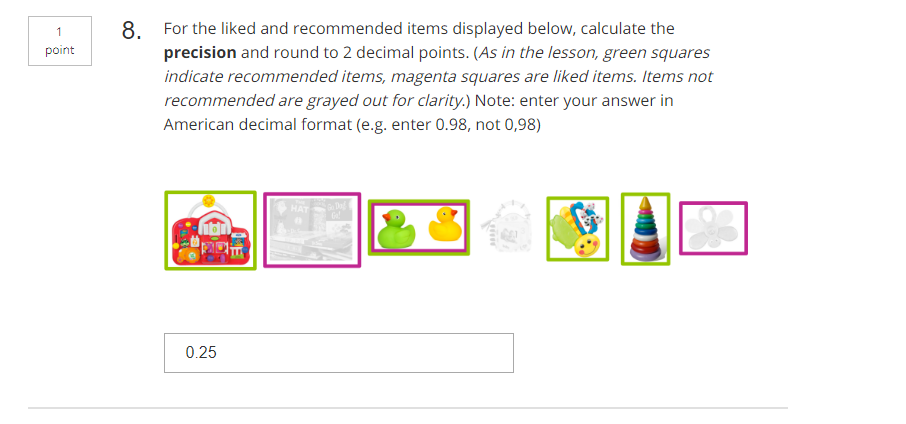 1
point
8.
For the liked and recommended items displayed below, calculate the
precision and round to 2 decimal points. (As in the lesson, green squares
indicate recommended items, magenta squares are liked items. Items not
recommended are grayed out for clarity.) Note: enter your answer in
American decimal format (e.g. enter 0.98, not 0,98)
HAT
0.25